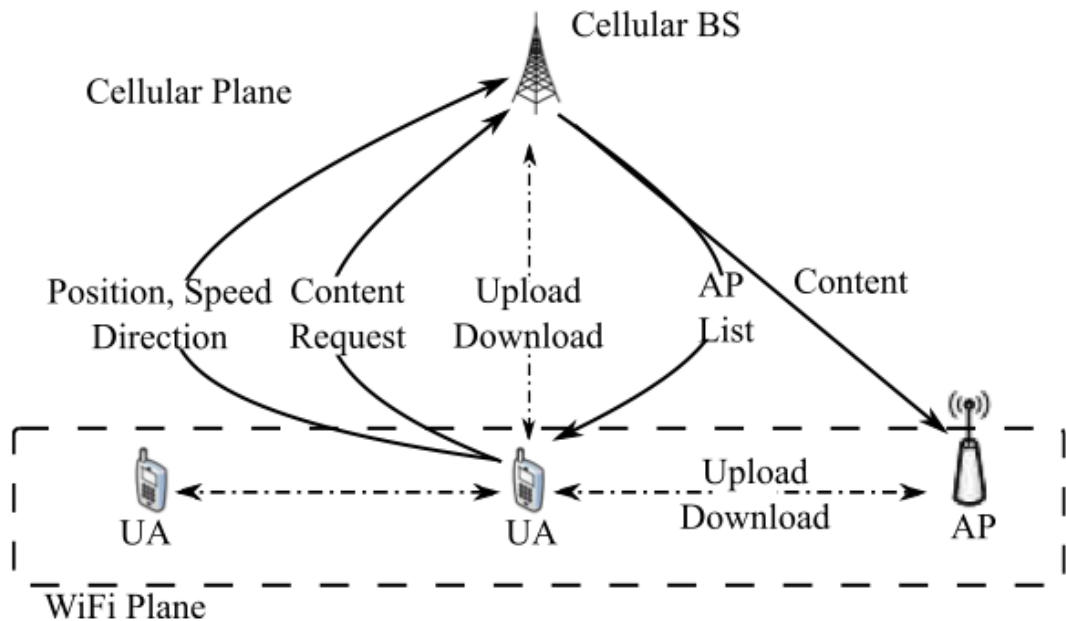 Cellular BS
Cellular Plane
Position, Speed
Direction
Content
Request
Upload
Download
AP
List
Content
Upload
Download
UA
UA
AP
WiFi Plane